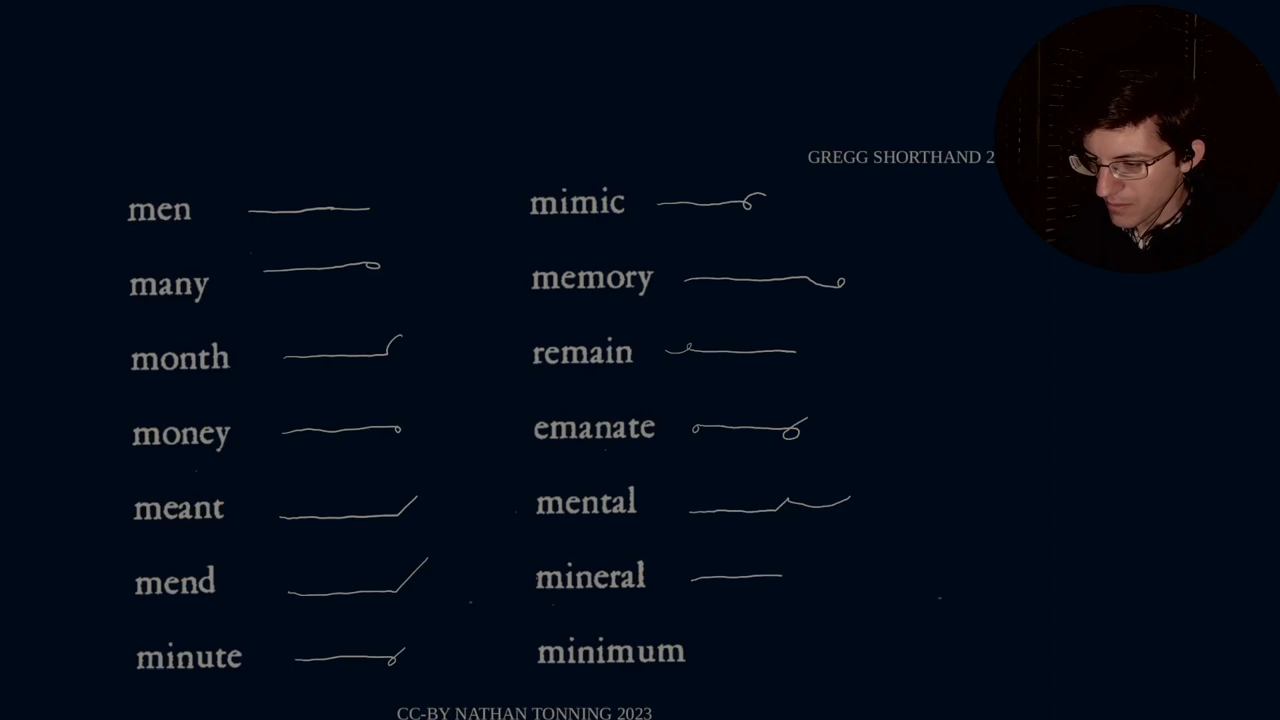 GREGG SHORTHAND 2
men
many
month
money
meant
mend
minute
mimic
memory
remain
emanate
mental
mineral
minimum
CC-BY NATHAN TONNING 2023